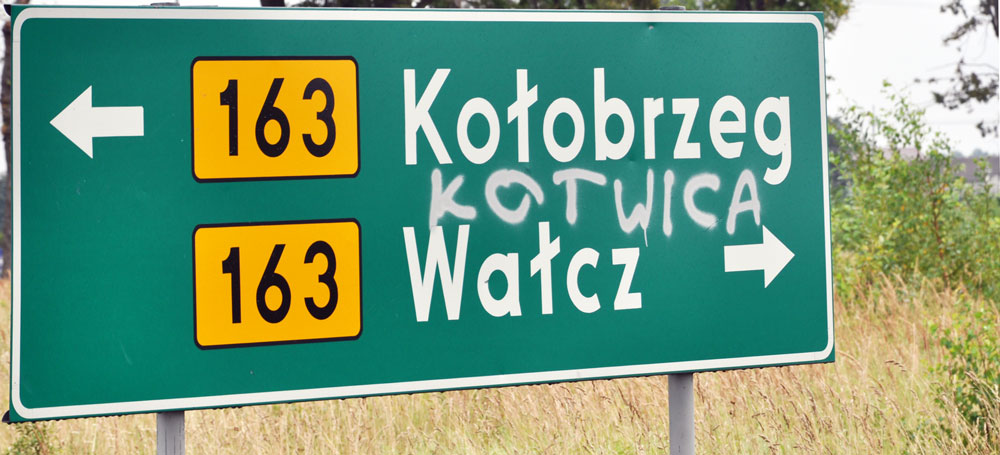 163 Kołobrzeg
KOTWICA
163 Wałcz